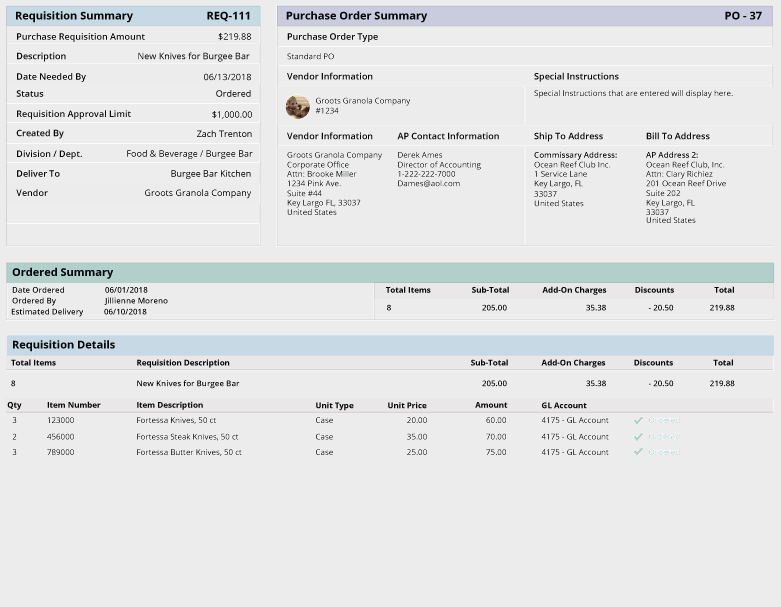 Requisition Summary REQ-111
Purchase Requisition Amount $219.88
Description New Knives for Burgee Bar
Date Needed By 06/13/2018
Status Ordered
Requisition Approval Limit $1,000.00
Created By Zach Trenton
Division / Dept. Food & Beverage / Burgee Bar
Deliver To Burgee Bar Kitchen
Vendor Groots Granola Company
Purchase Order Summary PO - 37
Purchase Order Type
Standard PO
Vendor Information
Groots Granola Company
#1234
Special Instructions
Special Instructions that are entered will display here.
Vendor Information
Groots Granola Company
Corporate Office
Attn: Brooke Miller
1234 Pink Ave.
Suite #44
Key Largo FL, 33037
United States
AP Contact Information
Derek Ames
Director of Accounting
1-222-222-7000
Dames@aol.com
Ship To Address
Commissary Address:
Ocean Reef Club Inc.
1 Service Lane
Key Largo, FL
33037
United States
Bill To Address
AP Address 2:
Ocean Reef Club, Inc.
Attn: Clary Richiez
201 Ocean Reef Drive
Suite 202
Key Largo, FL
33037
United States
Ordered Summary
Date Ordered 06/01/2018
Ordered By Jillienne Moreno
Estimated Delivery 06/10/2018
Total Items Sub-Total Add-On Charges Discounts Total
8 205.00 35.38 - 20.50 219.88
Requisition Details
Total Items Requisition Description Sub-Total Add-On Charges Discounts Total
8 New Knives for Burgee Bar 205.00 35.38 - 20.50 219.88
Qty Item Number Item Description Unit Type Unit Price Amount GL Account
3 123000 Fortessa Knives, 50 ct Case 20.00 60.00 4175 - GL Account
2 456000 Fortessa Steak Knives, 50 ct Case 35.00 70.00 4175 - GL Account
3 789000 Fortessa Butter Knives, 50 ct Case 25.00 75.00 4175 - GL Account